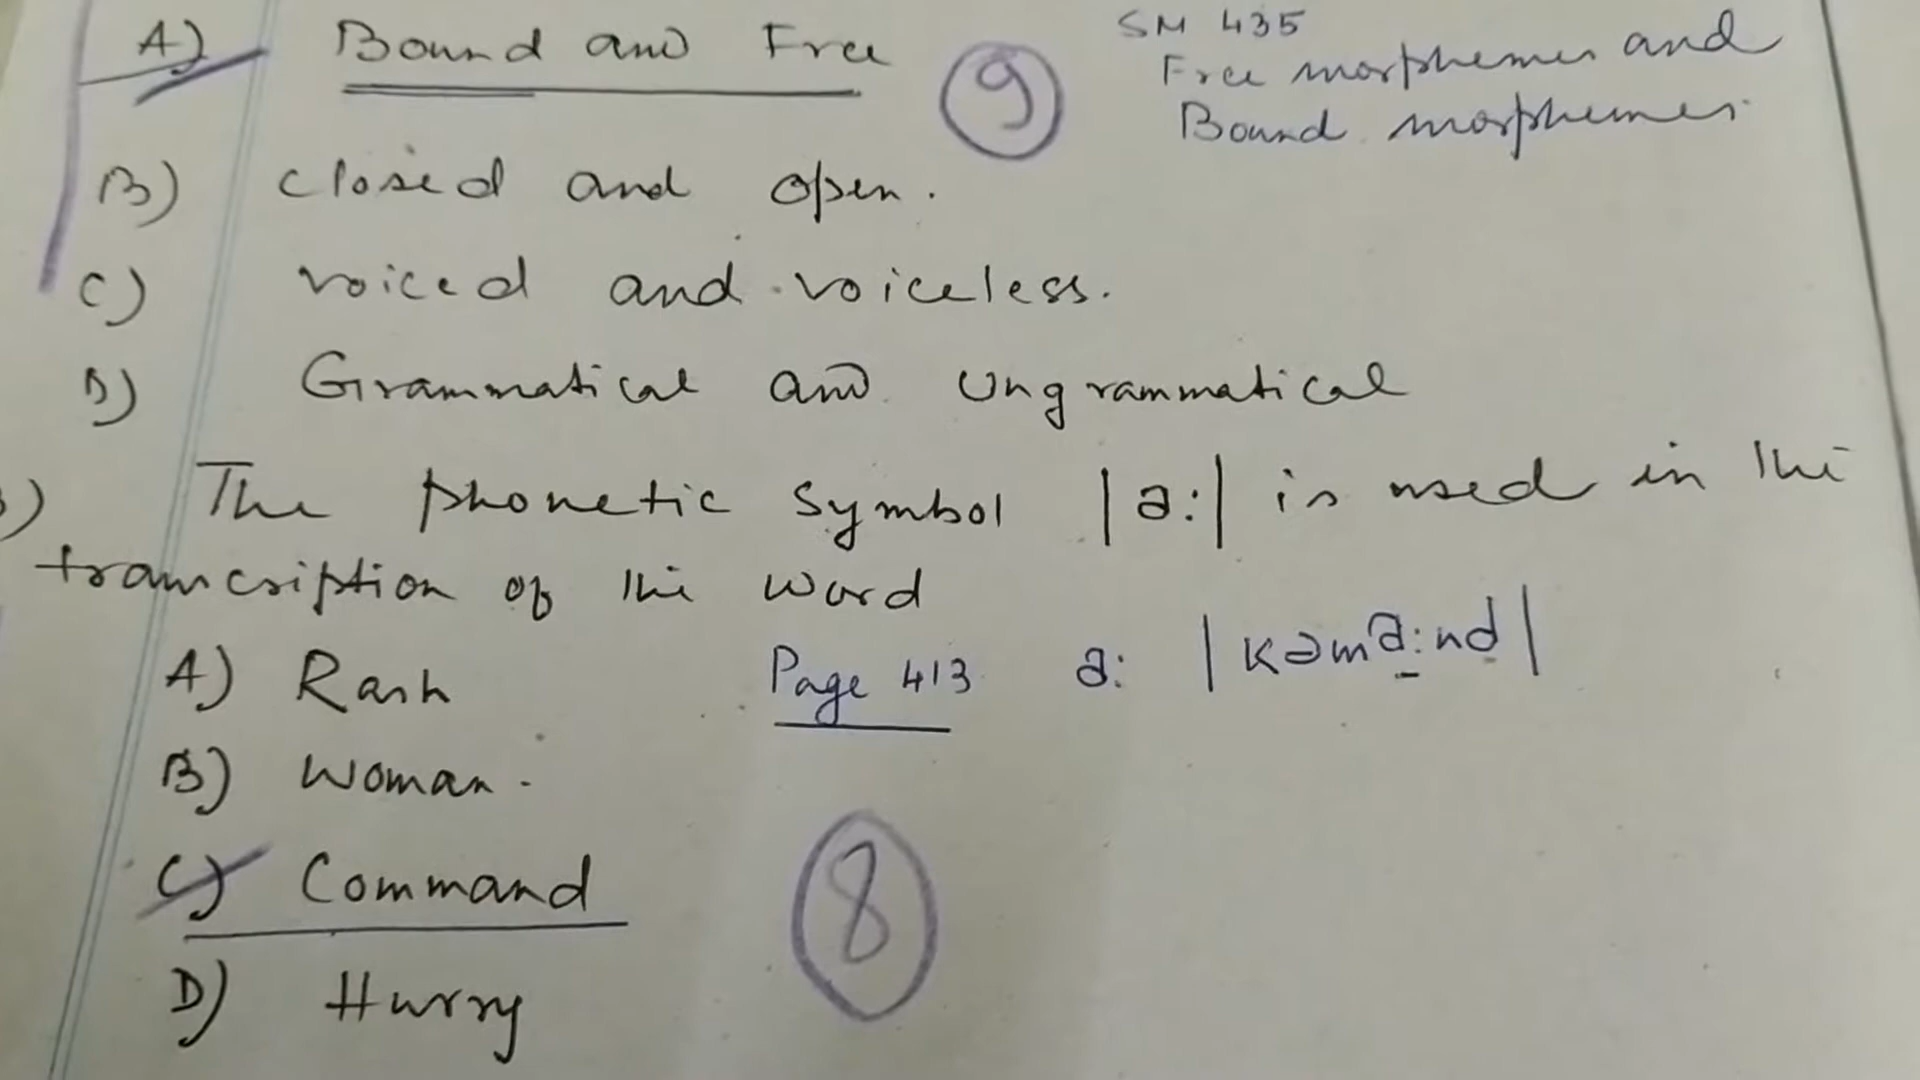 A) Bound and Free
9
SM 435
Free morphemes and
Bound morphemes
B) closed and open.
C) voiced and voiceless.
D) Grammatical and Ungrammatical
) The phonetic symbol |ə:| is used in the
transcription of the word
A) Rash
Page 413 ə: |kəmə:nd|
B) Woman.
C) Command
8
D) Hurry